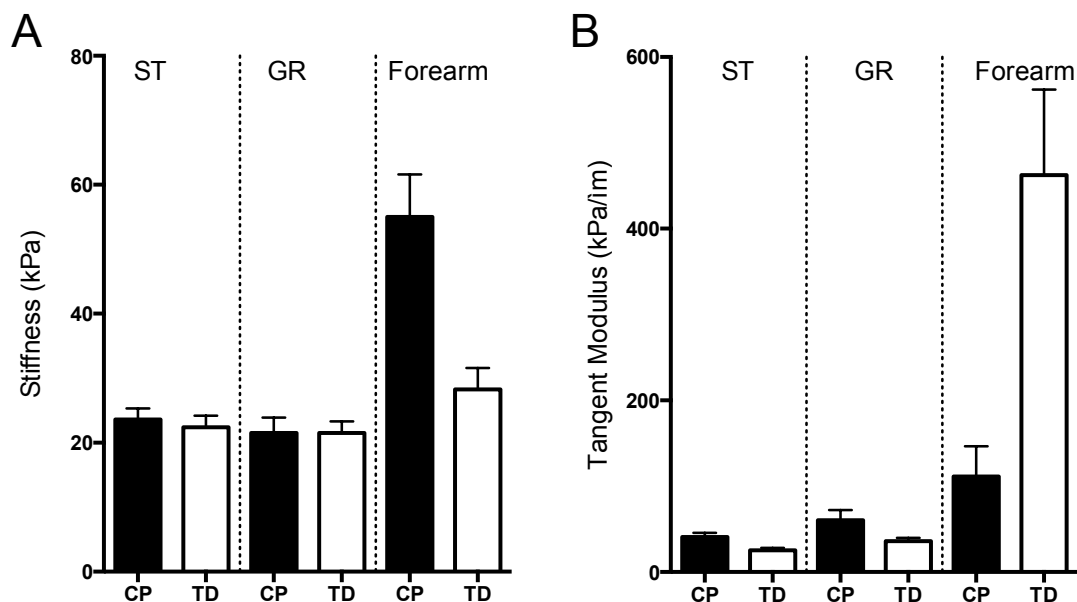 A
B
Stiffness (kPa)
80
60
40
20
0
ST
GR
Forearm
CP
TD
CP
TD
CP
TD
Tangent Modulus (kPa/ìm)
600
400
200
0
ST
GR
Forearm
CP
TD
CP
TD
CP
TD